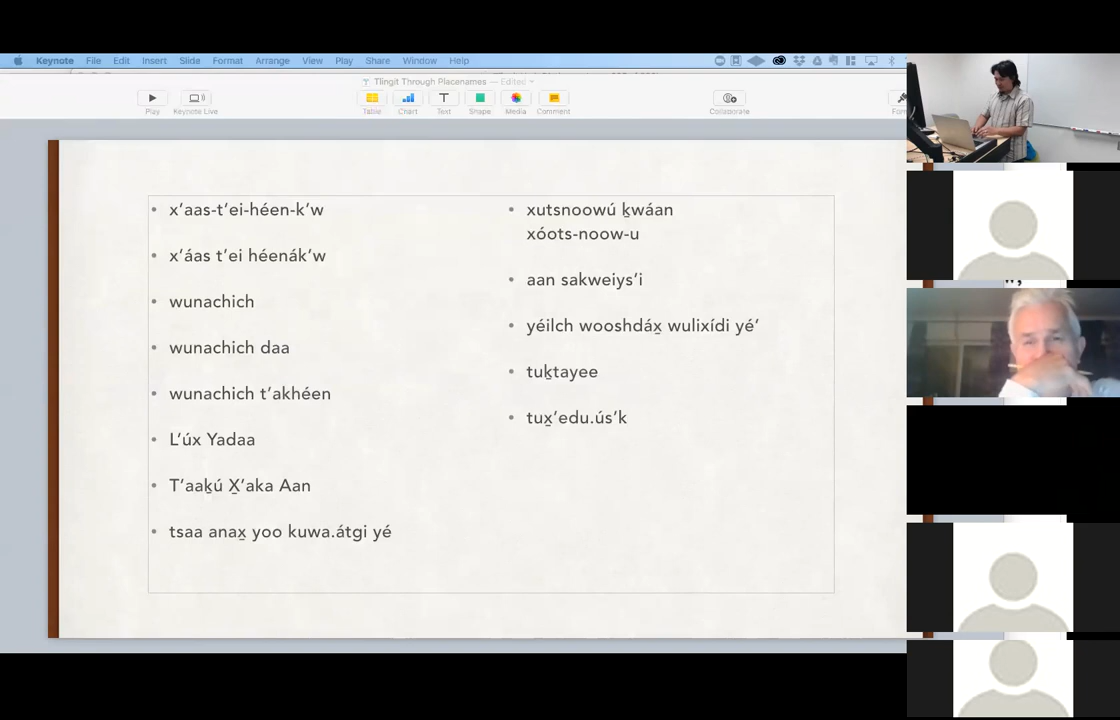 Keynote File Edit Insert Slide Format Arrange View Play Share Window Help
Tlingit Through Placenames — Edited
Play Keynote Live Table Chart Text Shape Media Comment Collaborate
x’aas-t’ei-héen-k’w
x’áas t’ei héenák’w
wunachich
wunachich daa
wunachich t’akhéen
L’úx Yadaa
T’aaḵú X̱’aka Aan
tsaa anax̱ yoo kuwa.átgi yé
xutsnoowú ḵwáan
xóots-noow-u
aan sakweiys’i
yéilch wooshdáx̱ wulixídi yé’
tuḵtayee
tux̱’edu.ús’k